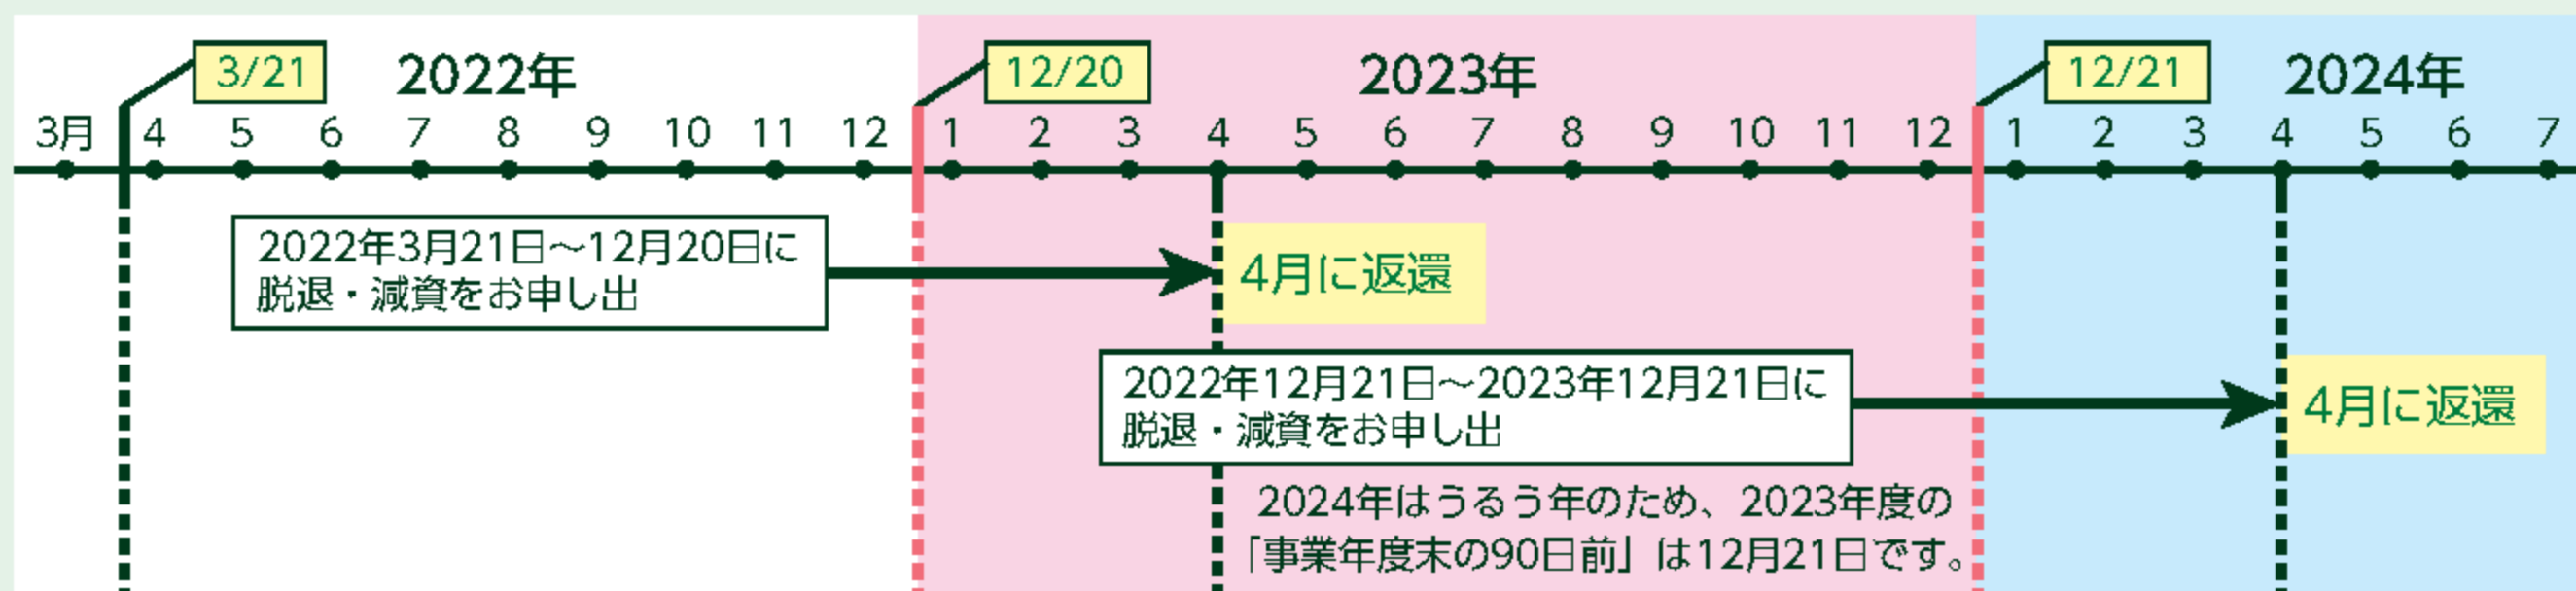 3/21
2022年
12/20
2023年
12/21
2024年
3月 4 5 6 7 8 9 10 11 12 1 2 3 4 5 6 7 8 9 10 11 12 1 2 3 4 5 6 7
2022年3月21日～12月20日に
脱退・減資をお申し出
4月に返還
2022年12月21日～2023年12月21日に
脱退・減資をお申し出
4月に返還
2024年はうるう年のため、2023年度の
「事業年度末の90日前」は12月21日です。